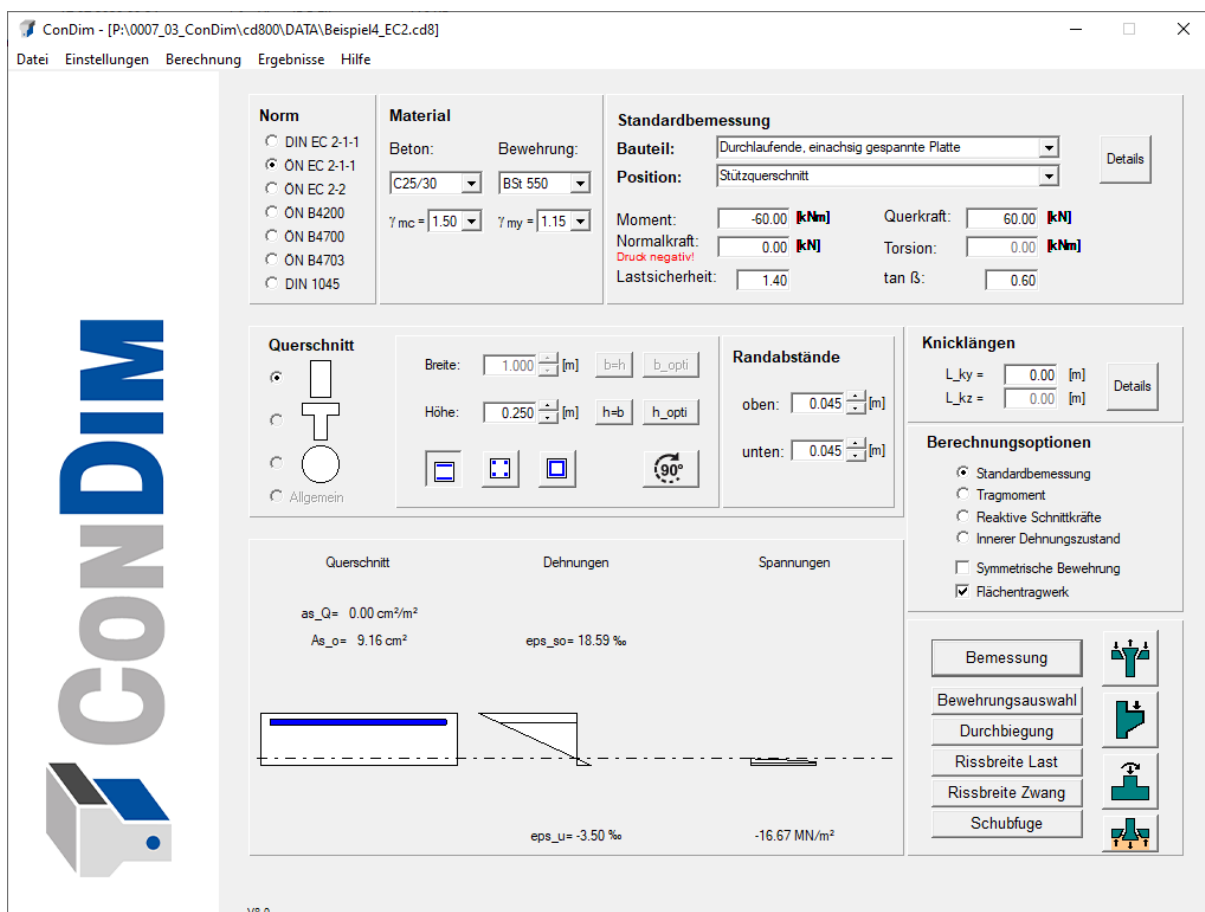 ConDim - [P:\0007_03_ConDim\cd800\DATA\Beispiel4_EC2.cd8]
Datei Einstellungen Berechnung Ergebnisse Hilfe
Norm
DIN EC 2-1-1
ÖN EC 2-1-1
ÖN EC 2-2
ÖN B4200
ÖN B4700
ÖN B4703
DIN 1045
Material
Beton: Bewehrung:
C25/30 BSt 550
γ mc = 1.50 γ my = 1.15
Standardbemessung
Bauteil: Durchlaufende, einachsig gespannte Platte
Position: Stützquerschnitt
Details
Moment: -60.00 [kNm] Querkraft: 60.00 [kN]
Normalkraft: 0.00 [kN] Torsion: 0.00 [kNm]
Druck negativ!
Lastsicherheit: 1.40 tan ß: 0.60
Querschnitt
Allgemein
Breite: 1.000 [m] b=h b_opti
Höhe: 0.250 [m] h=b h_opti
90°
Randabstände
oben: 0.045 [m]
unten: 0.045 [m]
Knicklängen
L_ky = 0.00 [m]
L_kz = 0.00 [m]
Details
Berechnungsoptionen
Standardbemessung
Tragmoment
Reaktive Schnittkräfte
Innerer Dehnungszustand
Symmetrische Bewehrung
Flächentragwerk
Querschnitt Dehnungen Spannungen
as_Q= 0.00 cm²/m²
As_o= 9.16 cm² eps_so= 18.59 ‰
eps_u= -3.50 ‰ -16.67 MN/m²
Bemessung
Bewehrungsauswahl
Durchbiegung
Rissbreite Last
Rissbreite Zwang
Schubfuge
CONDIM
V8.0